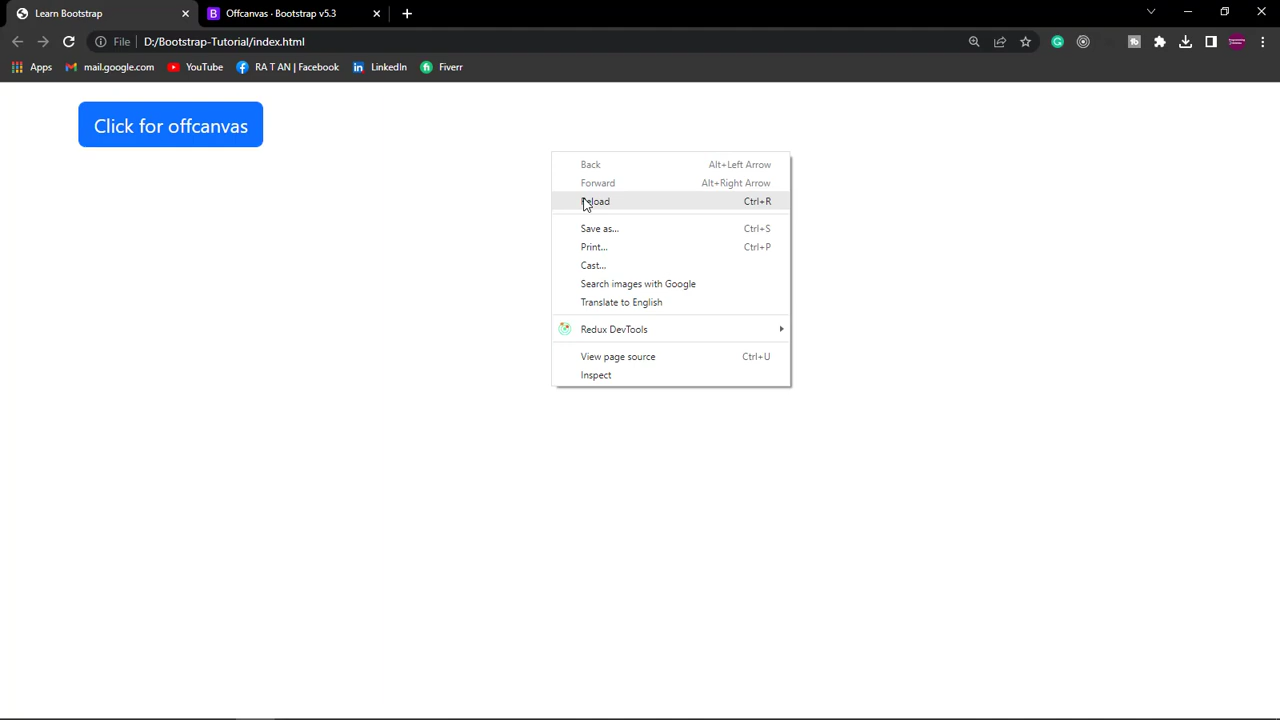 Learn Bootstrap
Offcanvas · Bootstrap v5.3
File D:/Bootstrap-Tutorial/index.html
Apps mail.google.com YouTube RA T AN | Facebook LinkedIn Fiverr
Click for offcanvas
Back Alt+Left Arrow
Forward Alt+Right Arrow
Reload Ctrl+R
Save as... Ctrl+S
Print... Ctrl+P
Cast...
Search images with Google
Translate to English
Redux DevTools
View page source Ctrl+U
Inspect